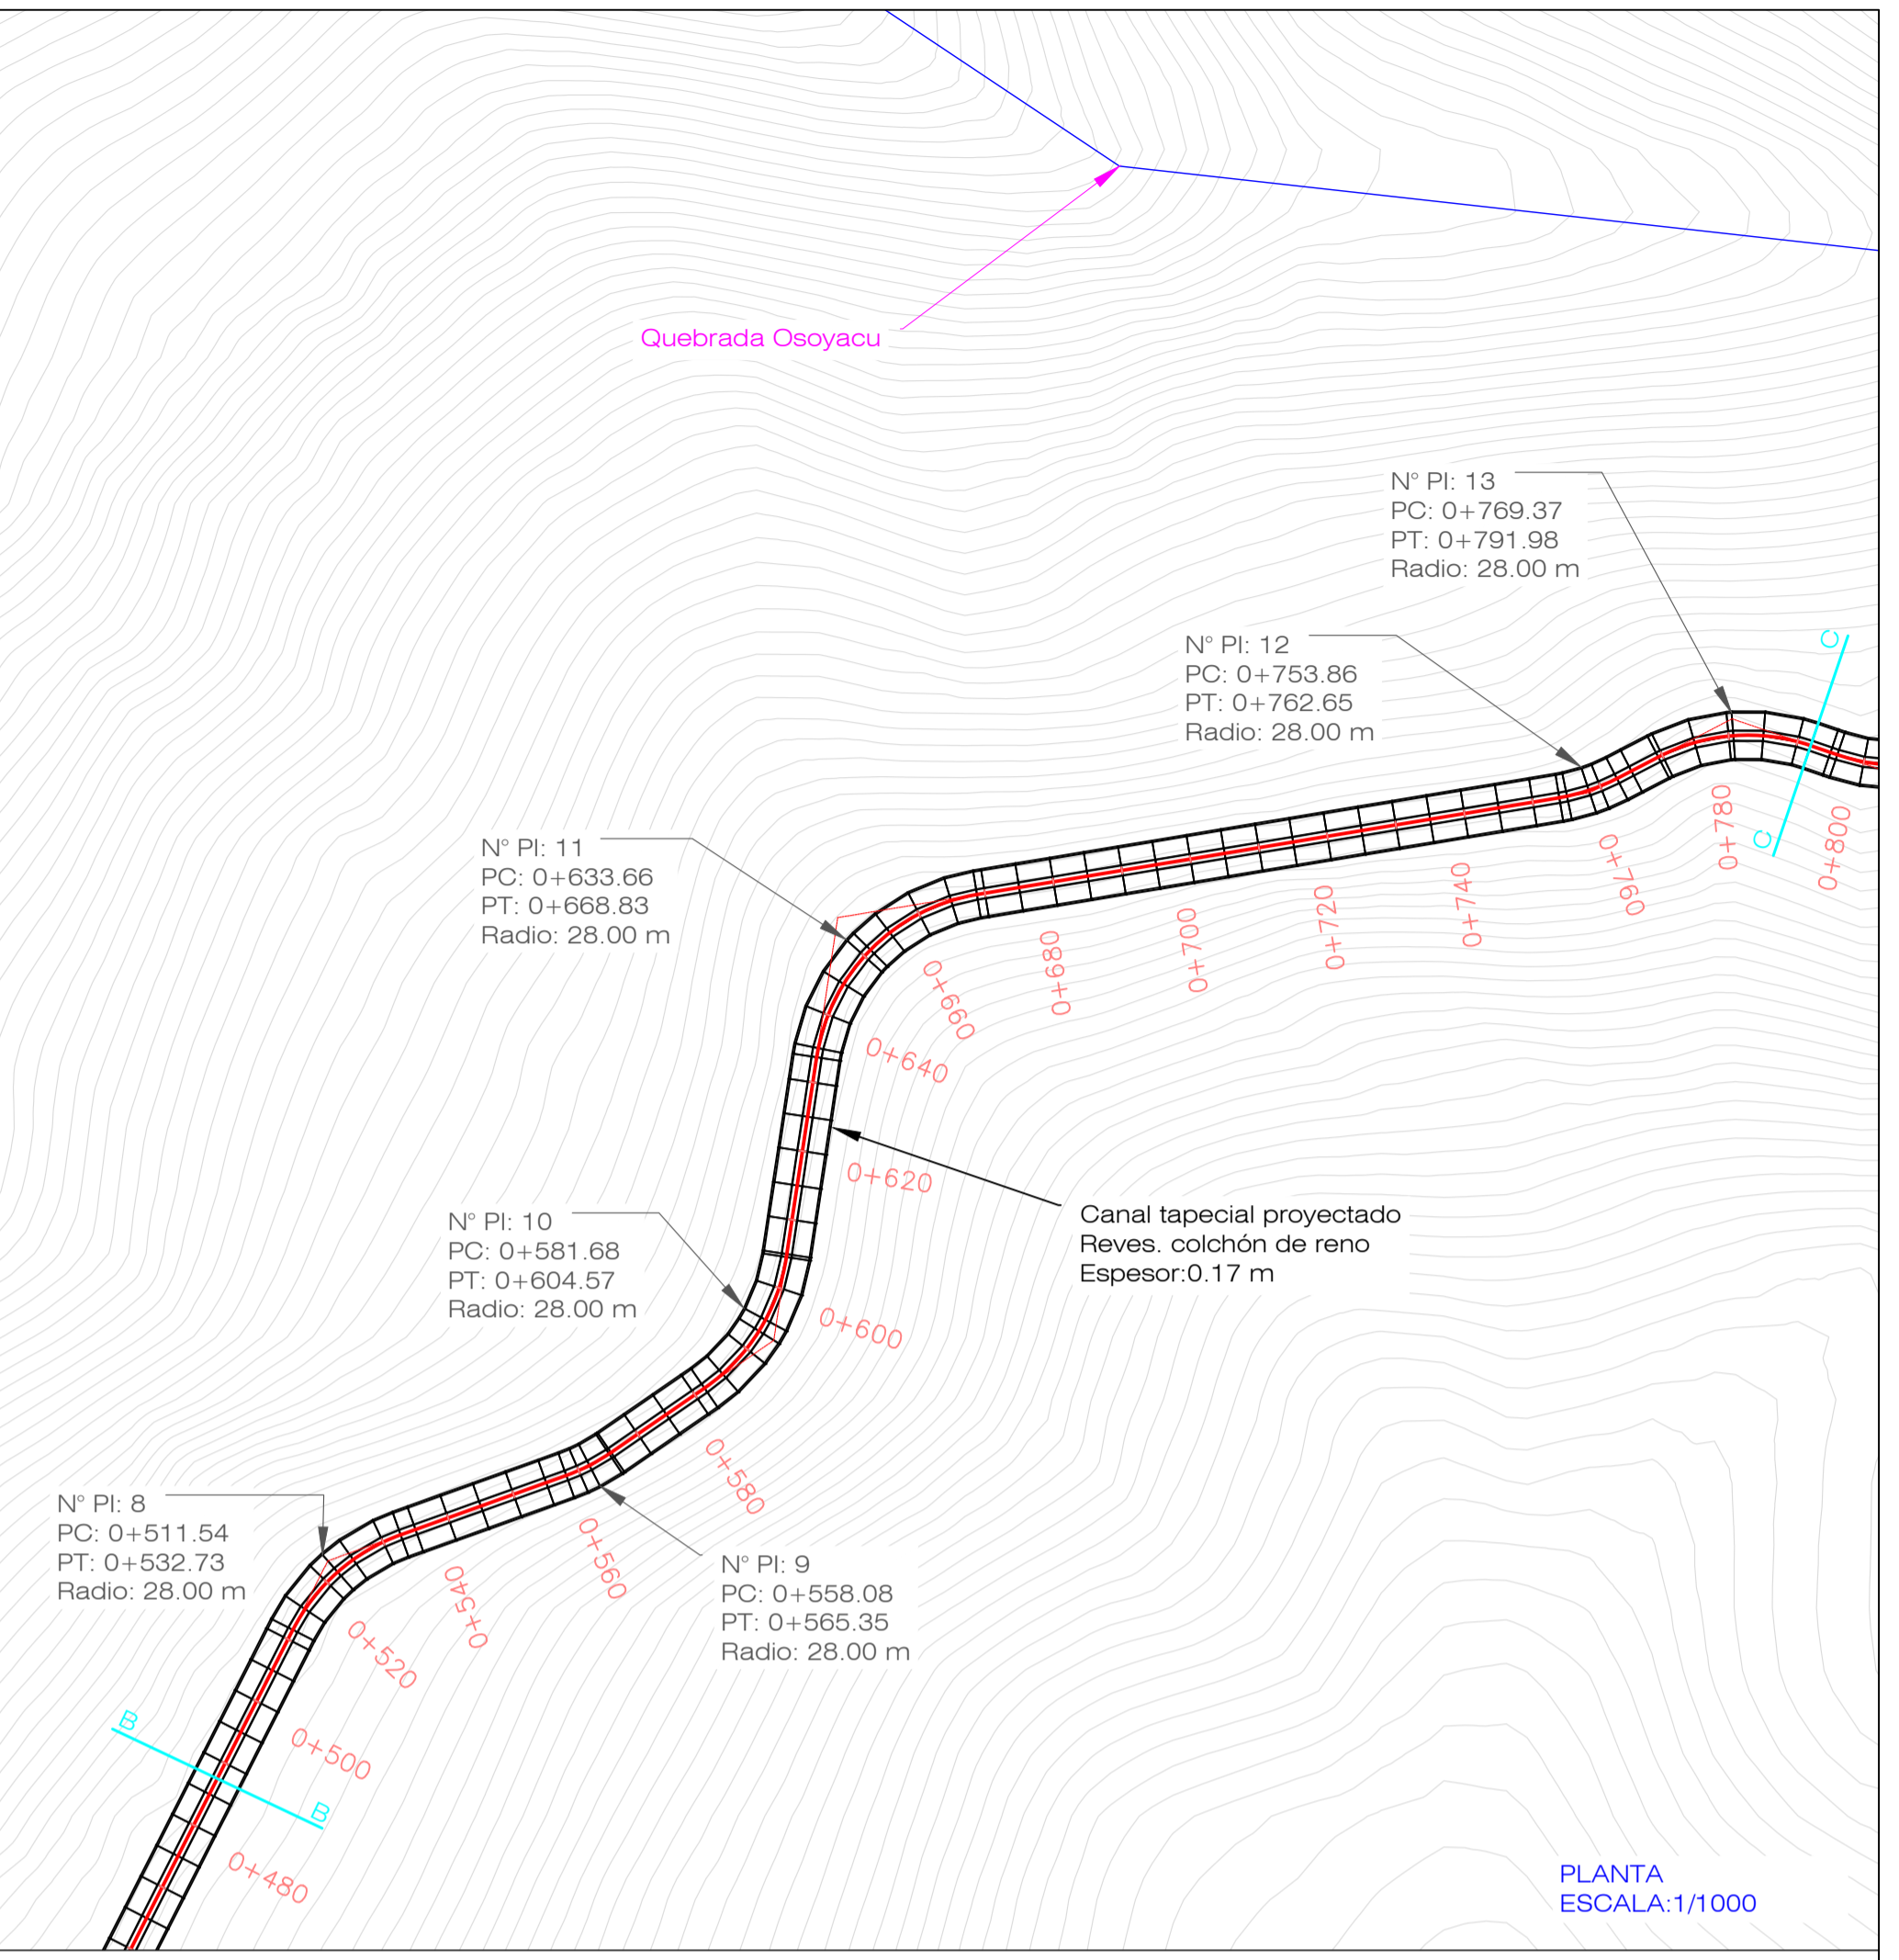 Quebrada Osoyacu
N° PI: 13
PC: 0+769.37
PT: 0+791.98
Radio: 28.00 m
N° PI: 12
PC: 0+753.86
PT: 0+762.65
Radio: 28.00 m
C
C
0+800
0+780
0+760
0+740
0+720
0+700
0+680
0+660
0+640
N° PI: 11
PC: 0+633.66
PT: 0+668.83
Radio: 28.00 m
0+620
Canal tapecial proyectado
Reves. colchón de reno
Espesor:0.17 m
N° PI: 10
PC: 0+581.68
PT: 0+604.57
Radio: 28.00 m
0+600
0+580
0+560
0+540
N° PI: 8
PC: 0+511.54
PT: 0+532.73
Radio: 28.00 m
N° PI: 9
PC: 0+558.08
PT: 0+565.35
Radio: 28.00 m
0+520
0+500
B
B
0+480
PLANTA
ESCALA:1/1000